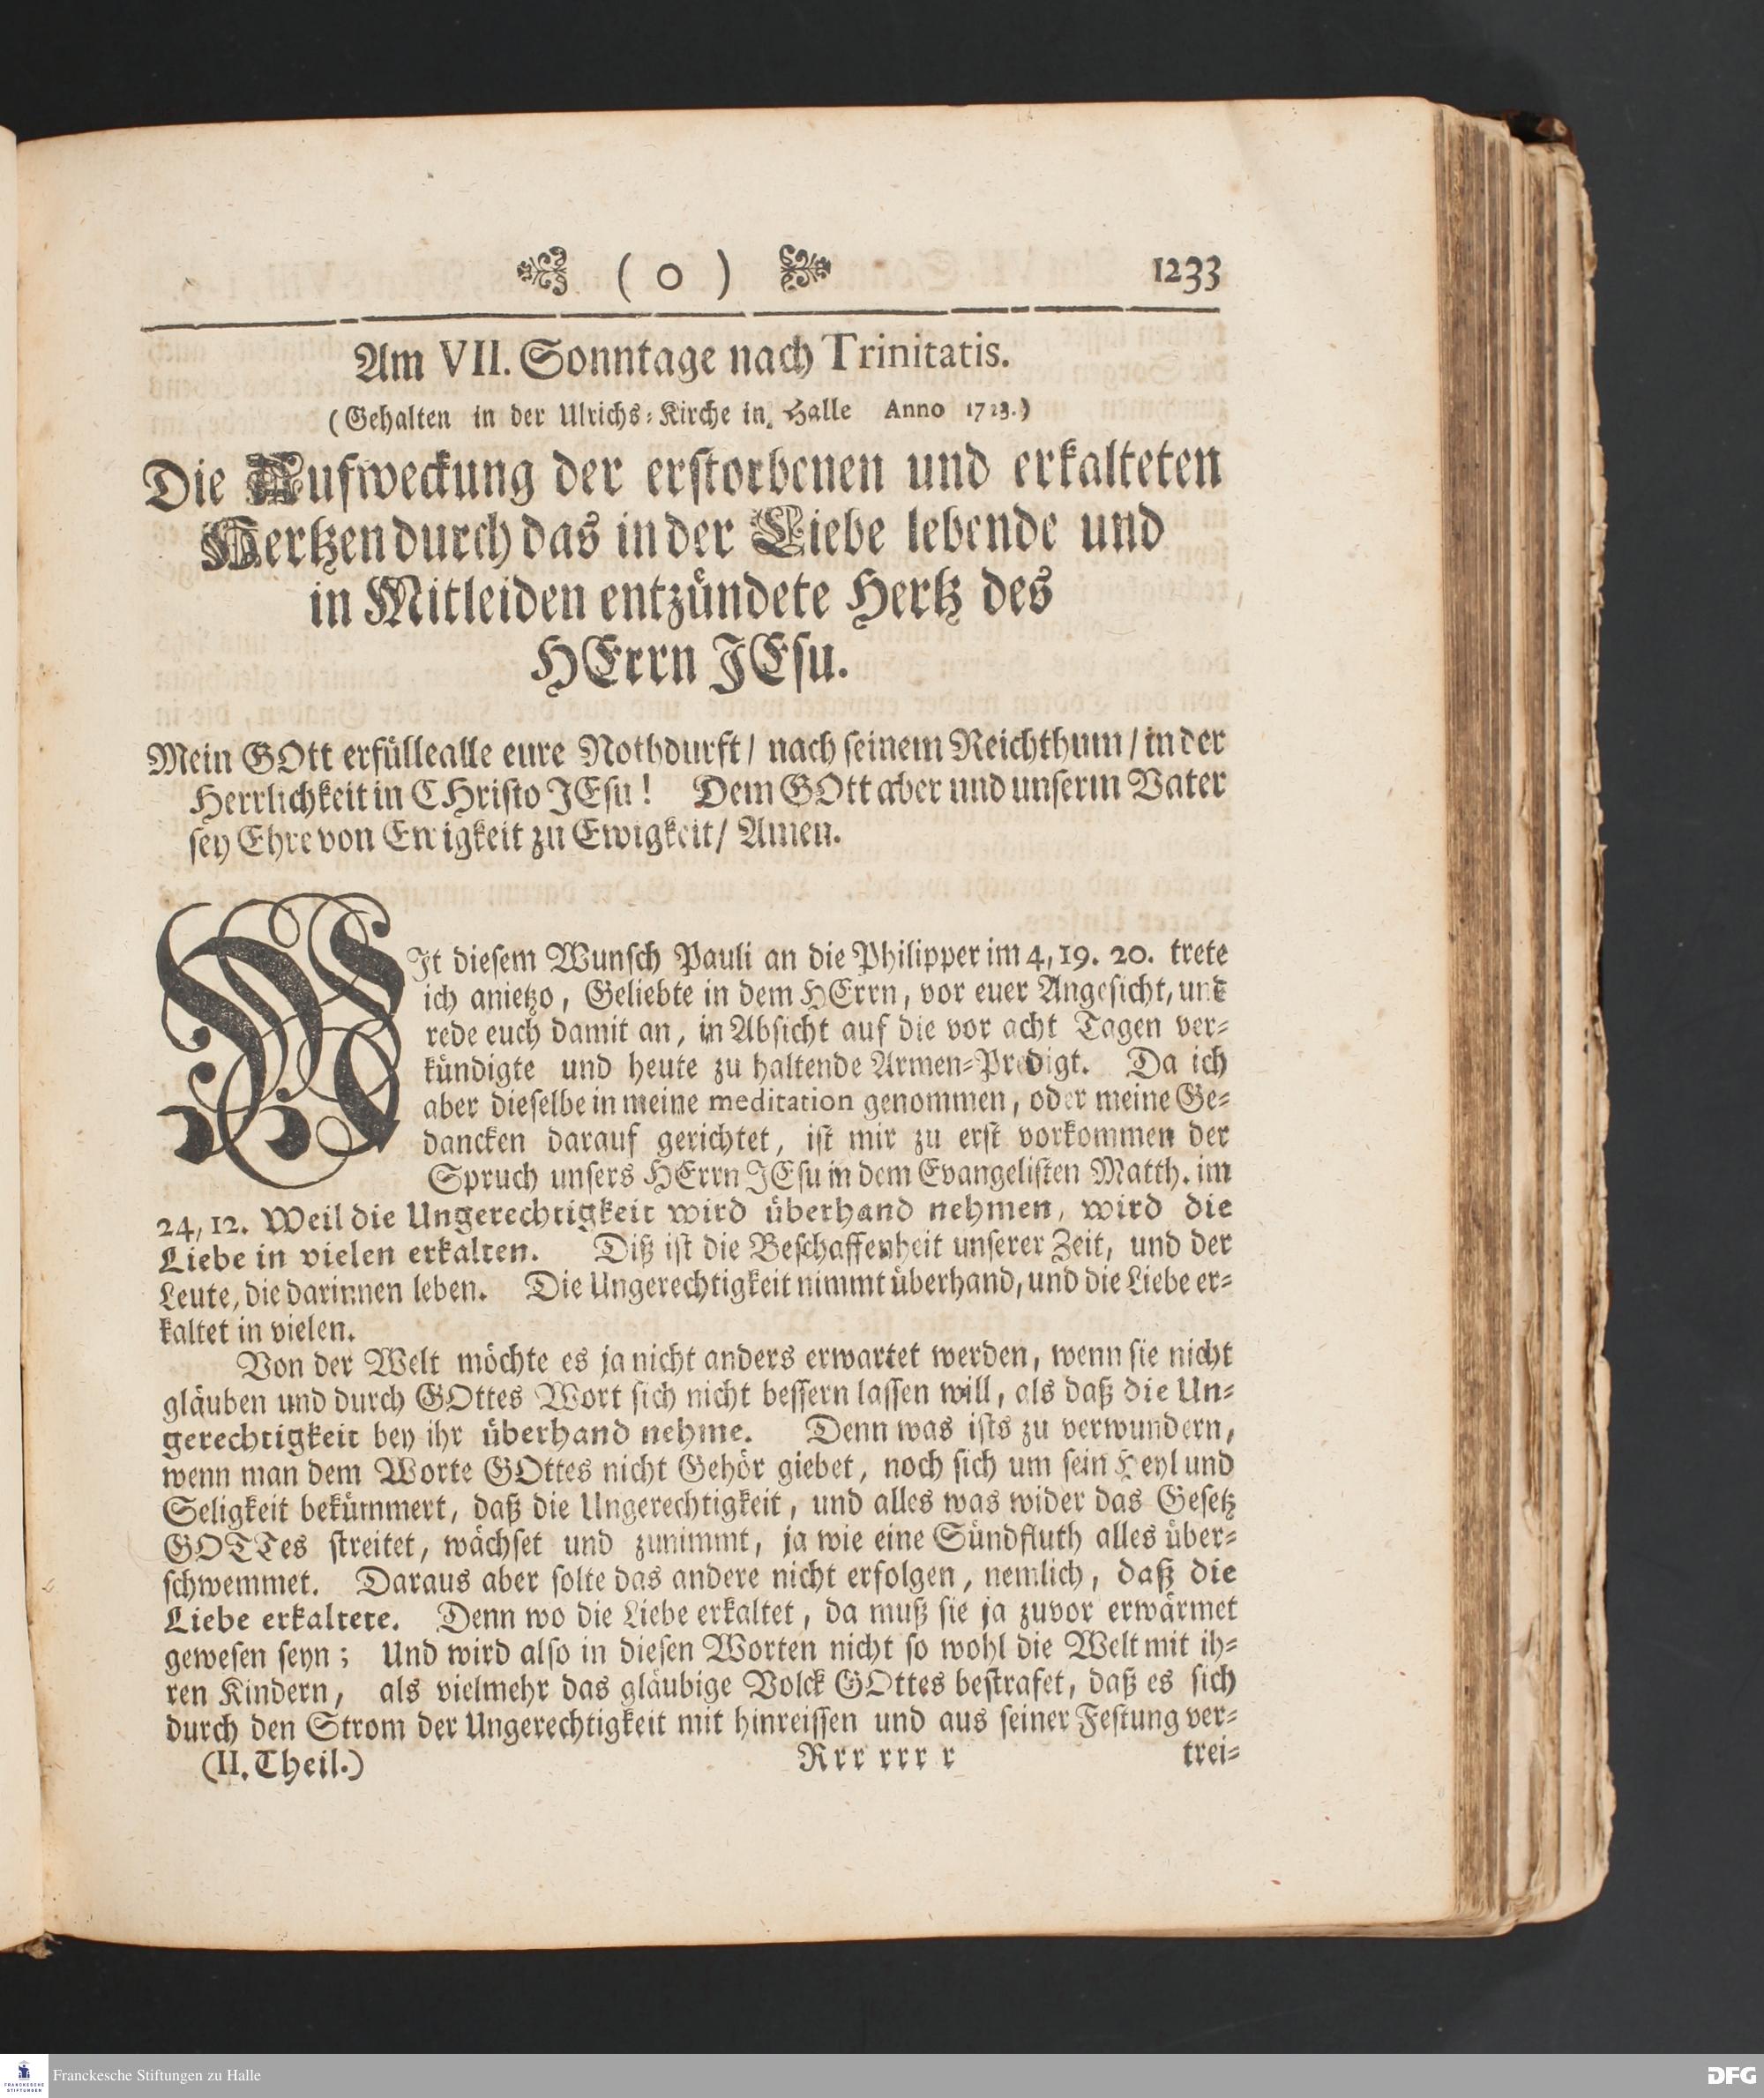 ( o ) 1233
Am VII. Sonntage nach Trinitatis.
(Gehalten in der Ulrichs-Kirche in Halle Anno 1723.)
Die Aufweckung der erstorbenen und erkalteten
Hertzen durch das in der Liebe lebende und
in Mitleiden entzündete Hertz des
HErrn JEsu.
Mein GOtt erfülle alle eure Nothdurft / nach seinem Reichthum / in der
Herrlichkeit in CHristo JEsu! Dem GOtt aber und unserm Vater
sey Ehre von Ewigkeit zu Ewigkeit / Amen.
MJt diesem Wunsch Pauli an die Philipper im 4, 19. 20. trete
ich anietzo, Geliebte in dem HErrn, vor euer Angesicht, und
rede euch damit an, in Absicht auf die vor acht Tagen ver-
kündigte und heute zu haltende Armen-Predigt. Da ich
aber dieselbe in meine meditation genommen, oder meine Ge-
dancken darauf gerichtet, ist mir zu erst vorkommen der
Spruch unsers HErrn JEsu in dem Evangelisten Matth. im
24, 12. Weil die Ungerechtigkeit wird überhand nehmen, wird die
Liebe in vielen erkalten. Diß ist die Beschaffenheit unserer Zeit, und der
Leute, die darinnen leben. Die Ungerechtigkeit nimmt überhand, und die Liebe er-
kaltet in vielen.
Von der Welt möchte es ja nicht anders erwartet werden, wenn sie nicht
gläuben und durch GOttes Wort sich nicht bessern lassen will, als daß die Un-
gerechtigkeit bey ihr überhand nehme. Denn was ists zu verwundern,
wenn man dem Worte GOttes nicht Gehör giebet, noch sich um sein Heyl und
Seligkeit bekümmert, daß die Ungerechtigkeit, und alles was wider das Gesetz
GOTTes streitet, wächset und zunimmt, ja wie eine Sündfluth alles über-
schwemmet. Daraus aber solte das andere nicht erfolgen, nemlich, daß die
Liebe erkaltete. Denn wo die Liebe erkaltet, da muß sie ja zuvor erwärmet
gewesen seyn; Und wird also in diesen Worten nicht so wohl die Welt mit ih-
ren Kindern, als vielmehr das gläubige Volck GOttes bestrafet, daß es sich
durch den Strom der Ungerechtigkeit mit hinreissen und aus seiner Festung ver-
(II. Theil.) Rrr rrr r trei-
FRANCKESCHE STIFTUNGEN
Franckesche Stiftungen zu Halle
DFG